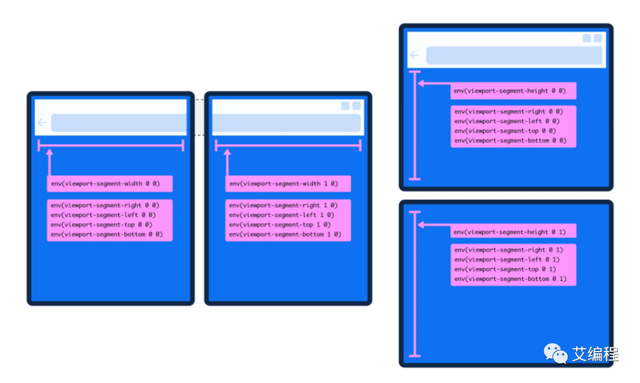 env(viewport-segment-width 0 0)
env(viewport-segment-right 0 0)
env(viewport-segment-left 0 0)
env(viewport-segment-top 0 0)
env(viewport-segment-bottom 0 0)
env(viewport-segment-width 1 0)
env(viewport-segment-right 1 0)
env(viewport-segment-left 1 0)
env(viewport-segment-top 1 0)
env(viewport-segment-bottom 1 0)
env(viewport-segment-height 0 0)
env(viewport-segment-right 0 0)
env(viewport-segment-left 0 0)
env(viewport-segment-top 0 0)
env(viewport-segment-bottom 0 0)
env(viewport-segment-height 0 1)
env(viewport-segment-right 0 1)
env(viewport-segment-left 0 1)
env(viewport-segment-top 0 1)
env(viewport-segment-bottom 0 1)
艾编程